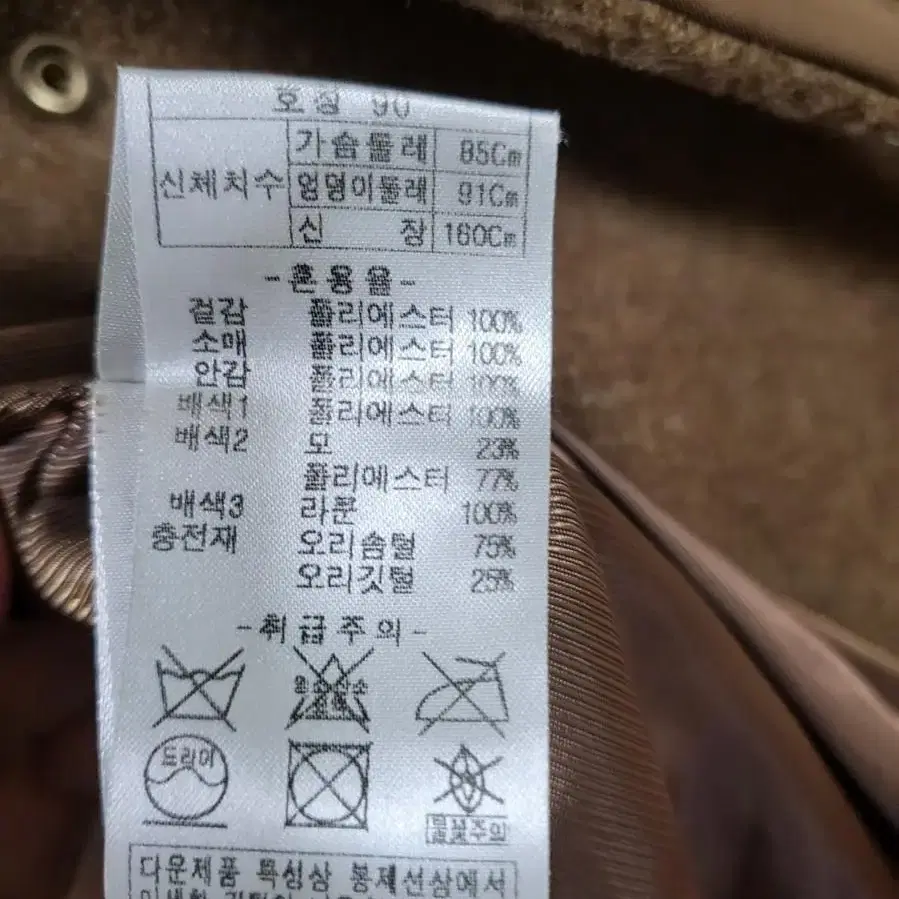 호칭 90
신체치수 가슴둘레 85Cm
엉덩이둘레 91Cm
신 장 160Cm
-혼용율-
겉감 폴리에스터 100%
소매 폴리에스터 100%
안감 폴리에스터 100%
배색1 폴리에스터 100%
배색2 모 23%
폴리에스터 77%
배색3 라쿤 100%
충전재 오리솜털 75%
오리깃털 25%
-취급주의-
드라이
다운제품 특성상 봉제선상에서